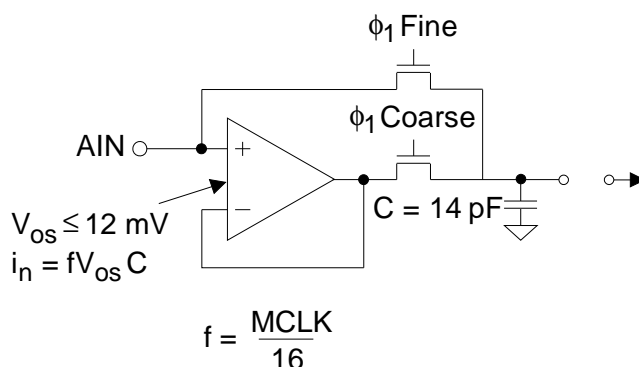 ϕ1 Fine
ϕ1 Coarse
AIN
+
−
Vos ≤ 12 mV
in = fVos C
C = 14 pF
f = MCLK
16